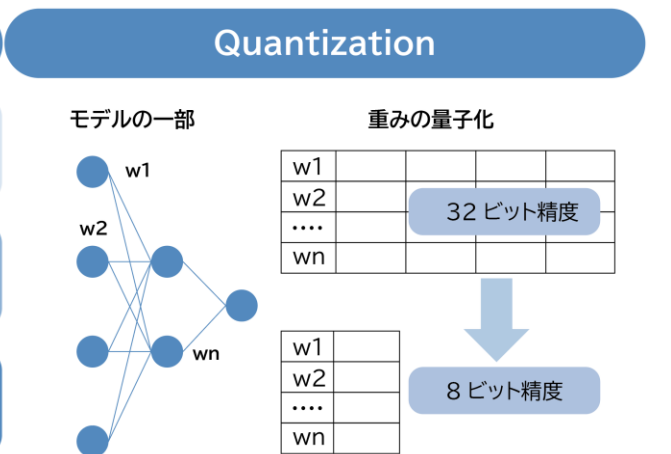 Quantization
モデルの一部
重みの量子化
w1
w2
wn
w1
w2
....
wn
32 ビット精度
w1
w2
....
wn
8 ビット精度